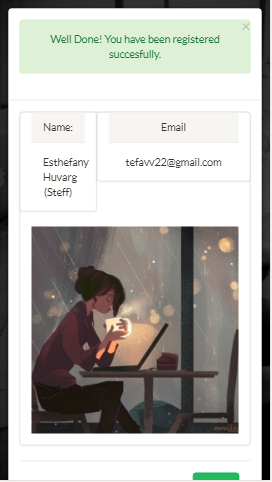 Well Done! You have been registered
succesfully.
×
Name:
Email
Esthefany
Huvarg
(Steff)
tefavv22@gmail.com